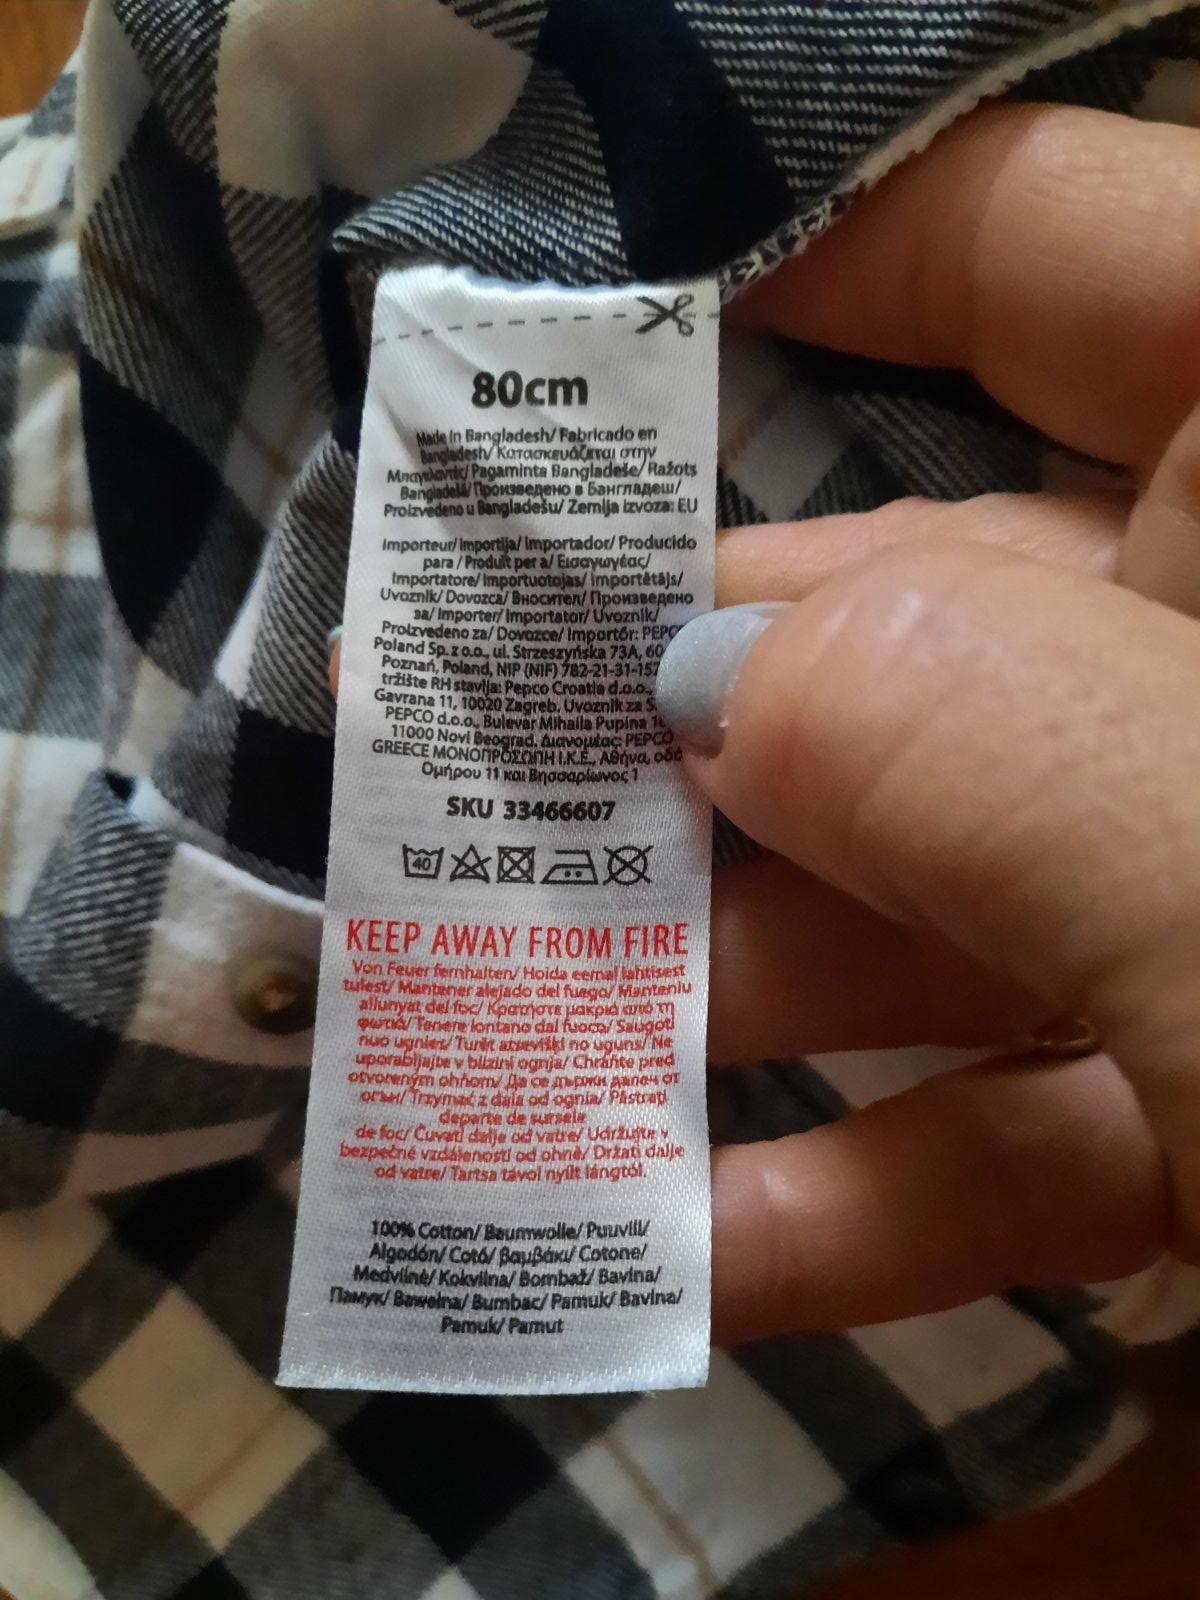 80cm
Made in Bangladesh/ Fabricado en
Bangladesh/ Κατασκευάζεται στην
Μπαγκλαντές/ Pagaminta Bangladeše/ Ražots
Bangladešā/ Произведено в Бангладеш/
Proizvedeno u Bangladešu/ Zemlja izvoza: EU
Importeur/ Importija/ Importador/ Producido
para / Produït per a/ Εισαγωγέας/
Importatore/ Importuotojas/ Importētājs/
Uvoznik/ Dovozca/ Вносител/ Произведено
за/ Importer/ Importator/ Uvoznik/
Proizvedeno za/ Dovozce/ Importőr: PEPCO
Poland Sp. z o.o., ul. Strzeszyńska 73A, 60-
Poznań, Poland, NIP (NIF) 782-21-31-157
tržište RH stavlja: Pepco Croatia d.o.o.,
Gavrana 11, 10020 Zagreb. Uvoznik za S
PEPCO d.o.o., Bulevar Mihaila Pupina 10
11000 Novi Beograd. Διανομέας: PEPCO
GREECE ΜΟΝΟΠΡΟΣΩΠΗ Ι.Κ.Ε., Αθήνα, οδό
Ομήρου 11 και Βησσαρίωνος 1
SKU 33466607
40
KEEP AWAY FROM FIRE
Von Feuer fernhalten/ Hoida eemal lahtisest
tulest/ Mantener alejado del fuego/ Manteniu
allunyat del foc/ Κρατήστε μακριά από τη
φωτιά/ Tenere lontano dal fuoco/ Saugoti
nuo ugnies/ Turēt atsevišķi no uguns/ Ne
uporabljajte v bližini ognja/ Chráňte pred
otvoreným ohňom/ Да се държи далеч от
огън/ Trzymać z dala od ognia/ Păstrați
departe de sursele
de foc/ Čuvati dalje od vatre/ Udržujte v
bezpečné vzdálenosti od ohně/ Držati dalje
od vatre/ Tartsa távol nyílt lángtól.
100% Cotton/ Baumwolle/ Puuvill/
Algodón/ Cotó/ βαμβάκι/ Cotone/
Medvilnė/ Kokvilna/ Bombaž/ Bavlna/
Памук/ Bawełna/ Bumbac/ Pamuk/ Bavlna/
Pamuk/ Pamut